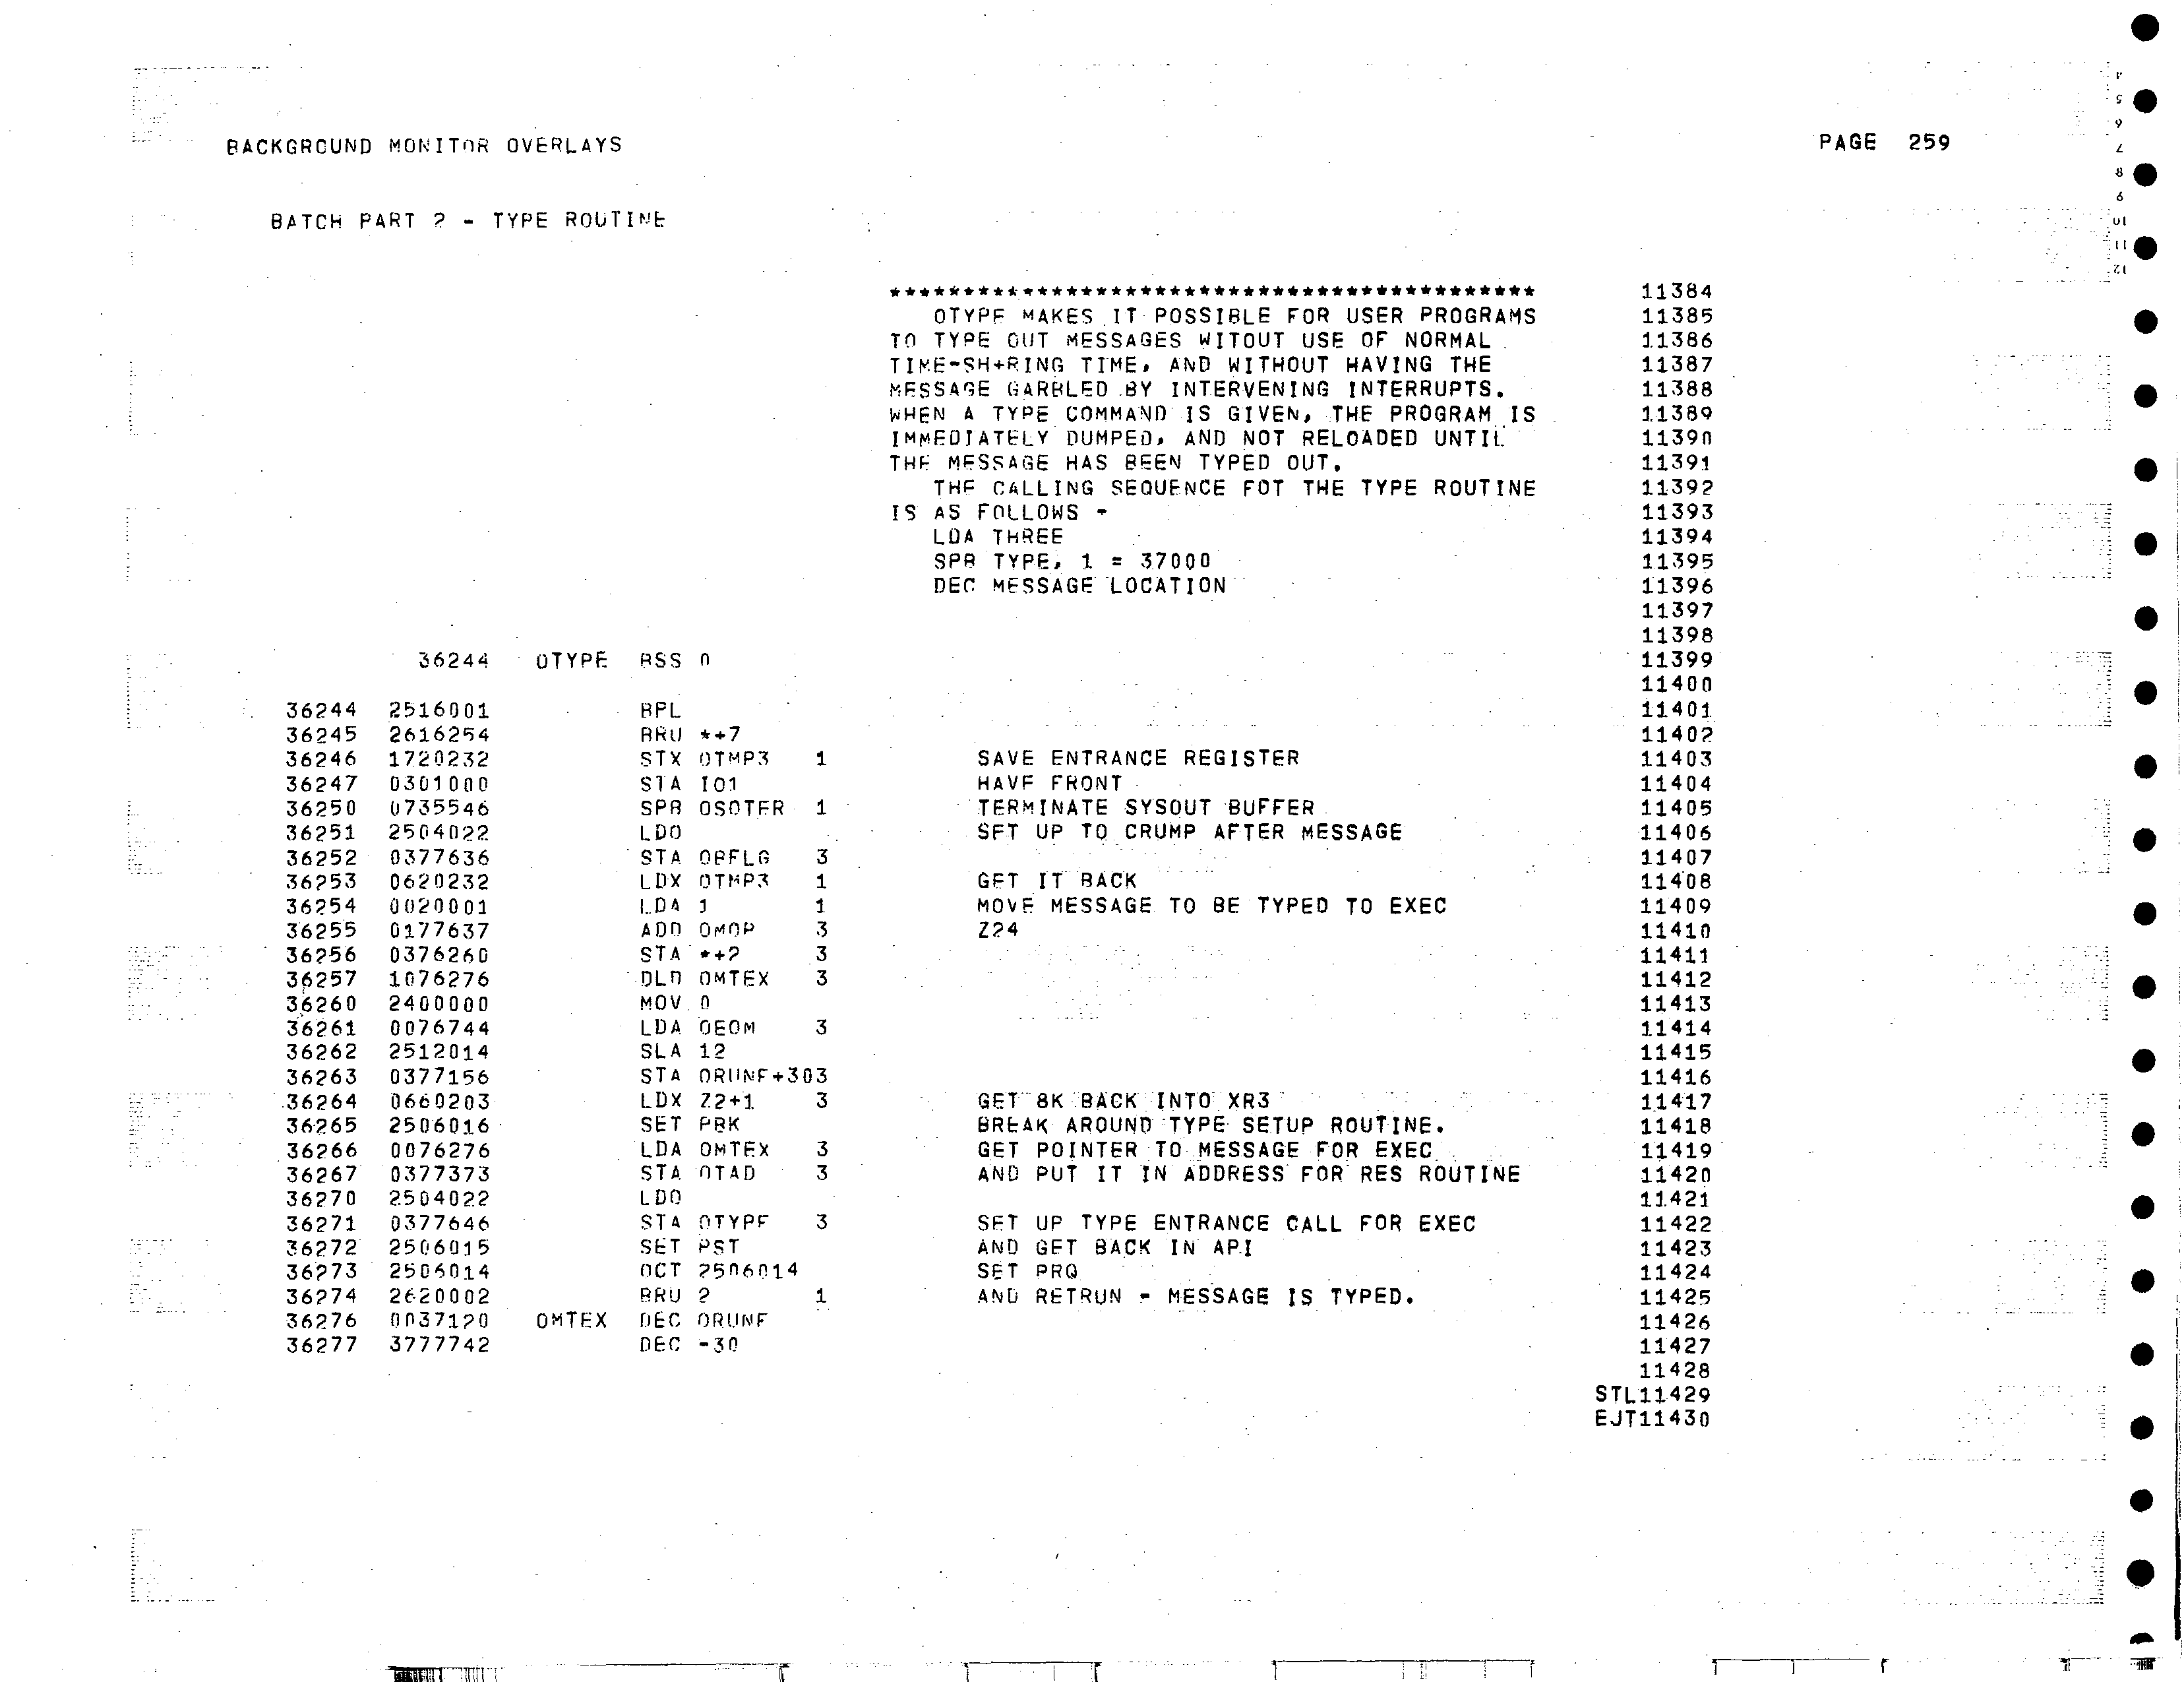 BACKGROUND MONITOR OVERLAYS PAGE 259
BATCH PART 2 - TYPE ROUTINE
******************************************** 11384
OTYPE MAKES IT POSSIBLE FOR USER PROGRAMS 11385
TO TYPE OUT MESSAGES WITOUT USE OF NORMAL 11386
TIME-SH+RING TIME, AND WITHOUT HAVING THE 11387
MESSAGE GARBLED BY INTERVENING INTERRUPTS. 11388
WHEN A TYPE COMMAND IS GIVEN, THE PROGRAM IS 11389
IMMEDIATELY DUMPED, AND NOT RELOADED UNTIL 11390
THE MESSAGE HAS BEEN TYPED OUT. 11391
THE CALLING SEQUENCE FOT THE TYPE ROUTINE 11392
IS AS FOLLOWS - 11393
LDA THREE 11394
SPB TYPE, 1 = 37000 11395
DEC MESSAGE LOCATION 11396
11397
11398
36244 OTYPE BSS 0 11399
11400
36244 2516001 BPL 11401
36245 2616254 BRU *+7 11402
36246 1720232 STX OTMP3 1 SAVE ENTRANCE REGISTER 11403
36247 0301000 STA IO1 HAVE FRONT 11404
36250 0735546 SPB OSOTER 1 TERMINATE SYSOUT BUFFER 11405
36251 2504022 LDO SET UP TO CRUMP AFTER MESSAGE 11406
36252 0377636 STA OBFLG 3 11407
36253 0620232 LDX OTMP3 1 GET IT BACK 11408
36254 0020001 LDA 1 1 MOVE MESSAGE TO BE TYPED TO EXEC 11409
36255 0177637 ADD OMOP 3 Z24 11410
36256 0376260 STA *+2 3 11411
36257 1076276 DLD OMTEX 3 11412
36260 2400000 MOV 0 11413
36261 0076744 LDA OEOM 3 11414
36262 2512014 SLA 12 11415
36263 0377156 STA ORUNF+303 11416
36264 0660203 LDX Z2+1 3 GET 8K BACK INTO XR3 11417
36265 2506016 SET PBK BREAK AROUND TYPE SETUP ROUTINE. 11418
36266 0076276 LDA OMTEX 3 GET POINTER TO MESSAGE FOR EXEC 11419
36267 0377373 STA OTAD 3 AND PUT IT IN ADDRESS FOR RES ROUTINE 11420
36270 2504022 LDO 11421
36271 0377646 STA OTYPF 3 SET UP TYPE ENTRANCE CALL FOR EXEC 11422
36272 2506015 SET PST AND GET BACK IN API 11423
36273 2506014 OCT 2506014 SET PRQ 11424
36274 2620002 BRU 2 1 AND RETRUN - MESSAGE IS TYPED. 11425
36276 0037120 OMTEX DEC ORUNF 11426
36277 3777742 DEC -30 11427
11428
STL11429
EJT11430